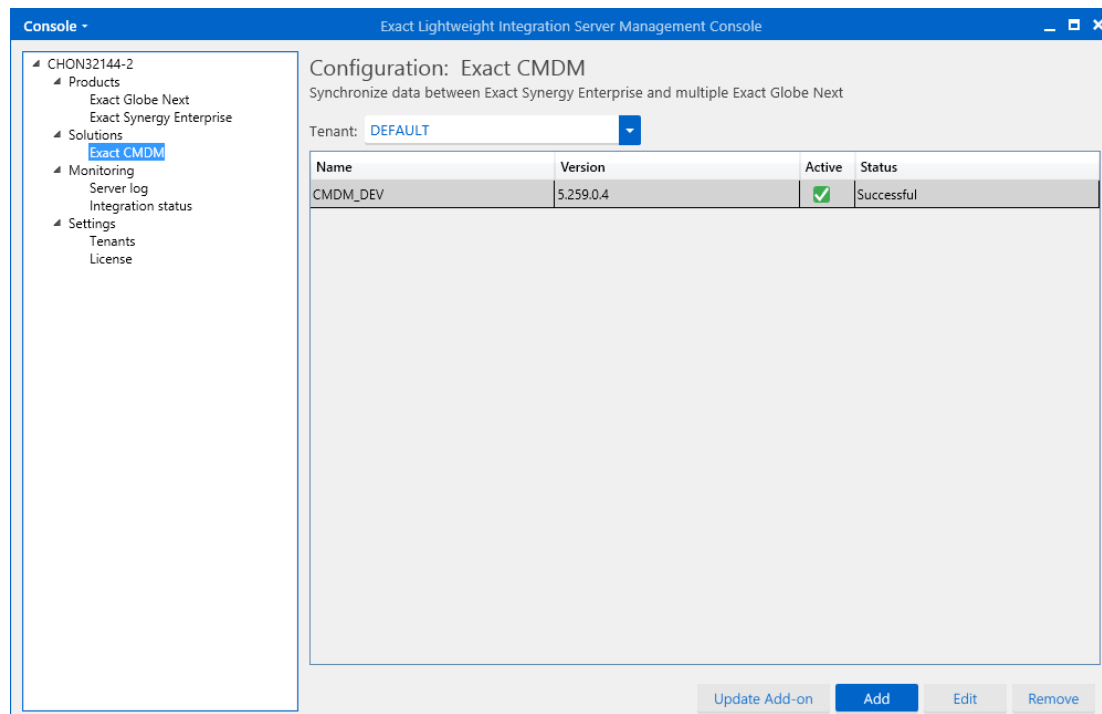 Console
Exact Lightweight Integration Server Management Console
CHON32144-2
Products
Exact Globe Next
Exact Synergy Enterprise
Solutions
Exact CMDM
Monitoring
Server log
Integration status
Settings
Tenants
License
Configuration: Exact CMDM
Synchronize data between Exact Synergy Enterprise and multiple Exact Globe Next
Tenant: DEFAULT
Name Version Active Status
CMDM_DEV 5.259.0.4 Successful
Update Add-on Add Edit Remove